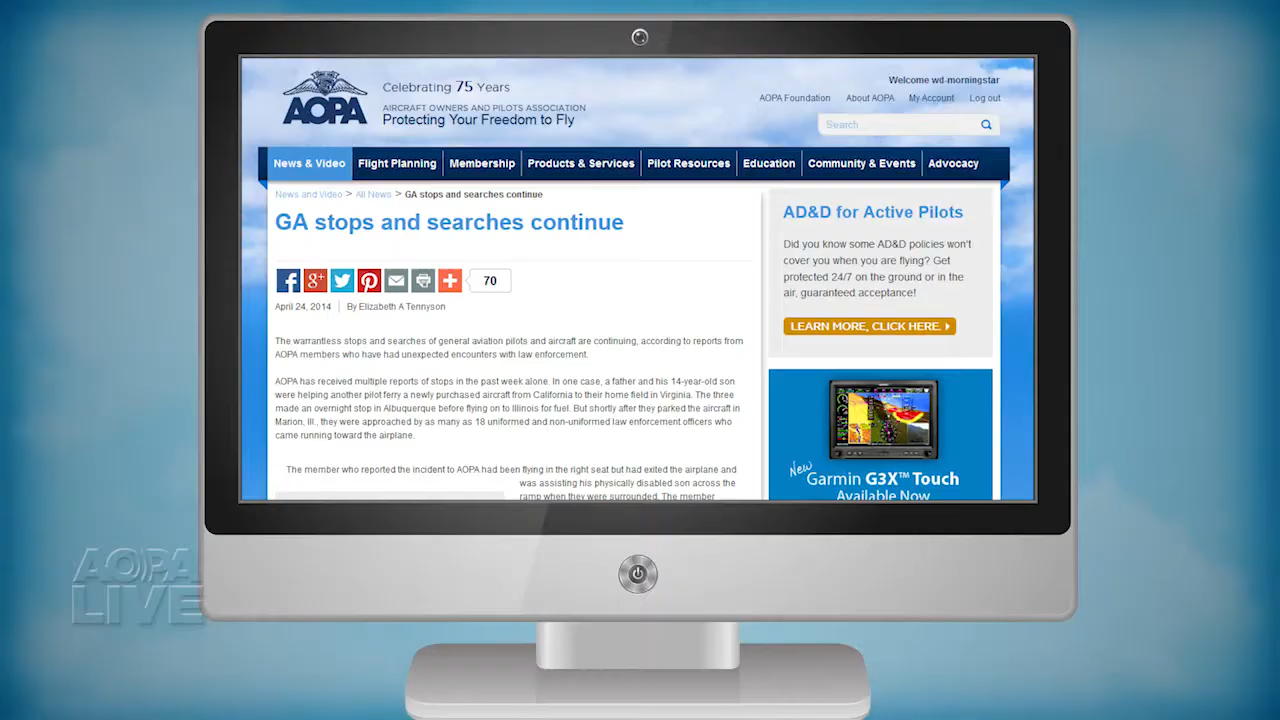 AOPA
Celebrating 75 Years
AIRCRAFT OWNERS AND PILOTS ASSOCIATION
Protecting Your Freedom to Fly
Welcome wd-morningstar
AOPA Foundation About AOPA My Account Log out
Search
News & Video Flight Planning Membership Products & Services Pilot Resources Education Community & Events Advocacy
News and Video > All News > GA stops and searches continue
GA stops and searches continue
70
April 24, 2014 | By Elizabeth A Tennyson
The warrantless stops and searches of general aviation pilots and aircraft are continuing, according to reports from
AOPA members who have had unexpected encounters with law enforcement.
AOPA has received multiple reports of stops in the past week alone. In one case, a father and his 14-year-old son
were helping another pilot ferry a newly purchased aircraft from California to their home field in Virginia. The three
made an overnight stop in Albuquerque before flying on to Illinois for fuel. But shortly after they parked the aircraft in
Marion, Ill., they were approached by as many as 18 uniformed and non-uniformed law enforcement officers who
came running toward the airplane.
The member who reported the incident to AOPA had been flying in the right seat but had exited the airplane and
was assisting his physically disabled son across the
ramp when they were surrounded. The member
AD&D for Active Pilots
Did you know some AD&D policies won't
cover you when you are flying? Get
protected 24/7 on the ground or in the
air, guaranteed acceptance!
LEARN MORE, CLICK HERE.
New
Garmin G3X™ Touch
Available Now
AOPA
LIVE